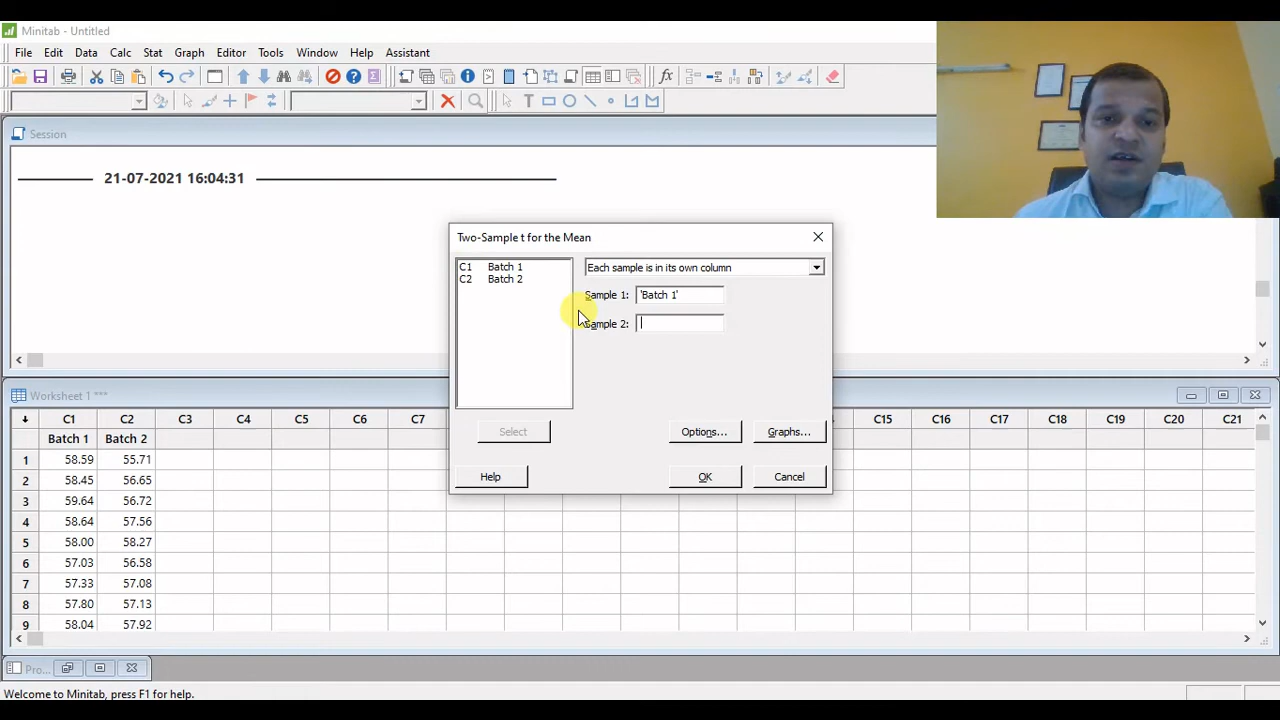 Minitab - Untitled
File Edit Data Calc Stat Graph Editor Tools Window Help Assistant
Session
21-07-2021 16:04:31
Two-Sample t for the Mean
C1 Batch 1
C2 Batch 2
Each sample is in its own column
Sample 1: 'Batch 1'
Sample 2:
Select
Options...
Graphs...
Help
OK
Cancel
Worksheet 1 ***
C1 C2 C3 C4 C5 C6 C7 C15 C16 C17 C18 C19 C20 C21
Batch 1 Batch 2
1 58.59 55.71
2 58.45 56.65
3 59.64 56.72
4 58.64 57.56
5 58.00 58.27
6 57.03 56.58
7 57.33 57.08
8 57.80 57.13
9 58.04 57.92
Pro...
Welcome to Minitab, press F1 for help.